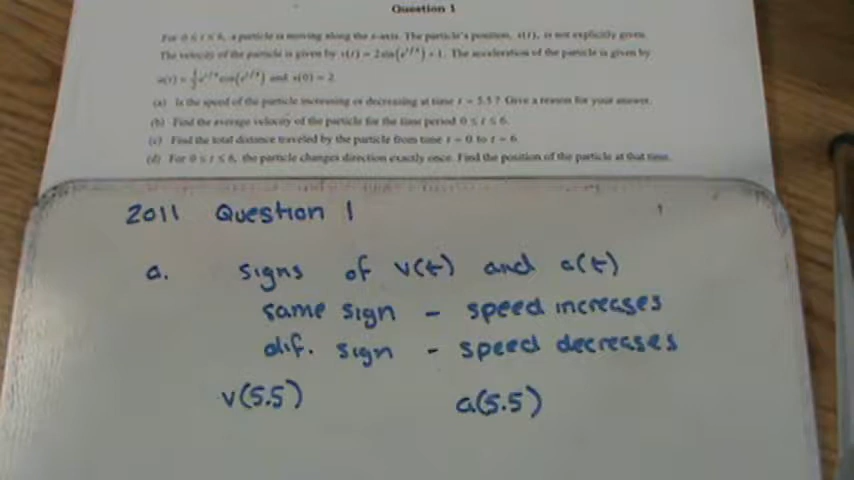 Question 1
For 0 ≤ t ≤ 6, a particle is moving along the x-axis. The particle's position, x(t), is not explicitly given.
The velocity of the particle is given by v(t) = 2 sin(e^(t/4)) + 1. The acceleration of the particle is given by
a(t) = 1/2 e^(t/4) cos(e^(t/4)) and x(0) = 2.
(a) Is the speed of the particle increasing or decreasing at time t = 5.5? Give a reason for your answer.
(b) Find the average velocity of the particle for the time period 0 ≤ t ≤ 6.
(c) Find the total distance traveled by the particle from time t = 0 to t = 6.
(d) For 0 ≤ t ≤ 6, the particle changes direction exactly once. Find the position of the particle at that time.
2011 Question 1
a. signs of v(t) and a(t)
same sign - speed increases
dif. sign - speed decreases
v(5.5) a(5.5)